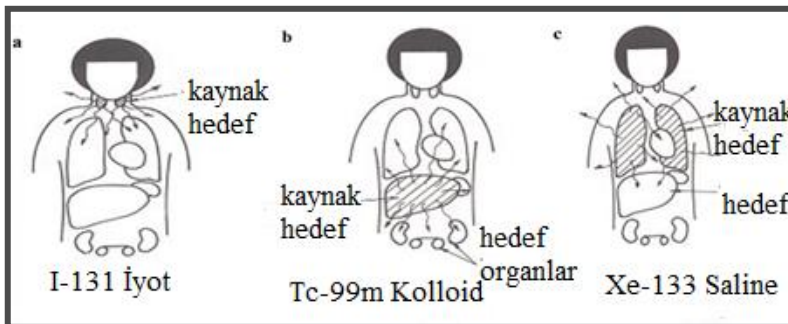 a
kaynak
hedef
I-131 İyot
b
kaynak
hedef
hedef
organlar
Tc-99m Kolloid
c
kaynak
hedef
hedef
Xe-133 Saline